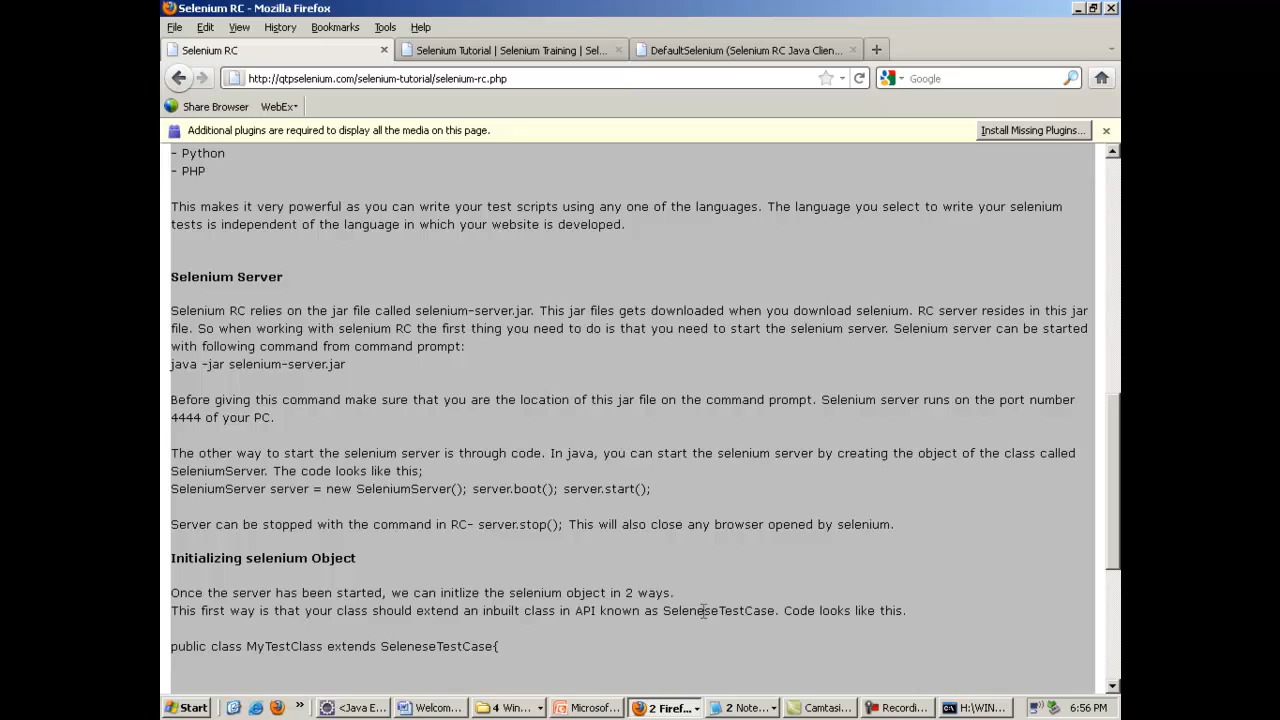 Selenium RC - Mozilla Firefox
File Edit View History Bookmarks Tools Help
Selenium RC
Selenium Tutorial | Selenium Training | Sel...
DefaultSelenium (Selenium RC Java Clien...
http://qtpselenium.com/selenium-tutorial/selenium-rc.php
Google
Share Browser WebEx
Additional plugins are required to display all the media on this page.
Install Missing Plugins...
- Python
- PHP
This makes it very powerful as you can write your test scripts using any one of the languages. The language you select to write your selenium
tests is independent of the language in which your website is developed.
Selenium Server
Selenium RC relies on the jar file called selenium-server.jar. This jar files gets downloaded when you download selenium. RC server resides in this jar
file. So when working with selenium RC the first thing you need to do is that you need to start the selenium server. Selenium server can be started
with following command from command prompt:
java -jar selenium-server.jar
Before giving this command make sure that you are the location of this jar file on the command prompt. Selenium server runs on the port number
4444 of your PC.
The other way to start the selenium server is through code. In java, you can start the selenium server by creating the object of the class called
SeleniumServer. The code looks like this;
SeleniumServer server = new SeleniumServer(); server.boot(); server.start();
Server can be stopped with the command in RC- server.stop(); This will also close any browser opened by selenium.
Initializing selenium Object
Once the server has been started, we can initlize the selenium object in 2 ways.
This first way is that your class should extend an inbuilt class in API known as SeleneseTestCase. Code looks like this.
public class MyTestClass extends SeleneseTestCase{
Start » <Java E... Welcom... 4 Win... Microsof... 2 Firef... 2 Note... Camtasi... Recordi... H:\WIN... 6:56 PM